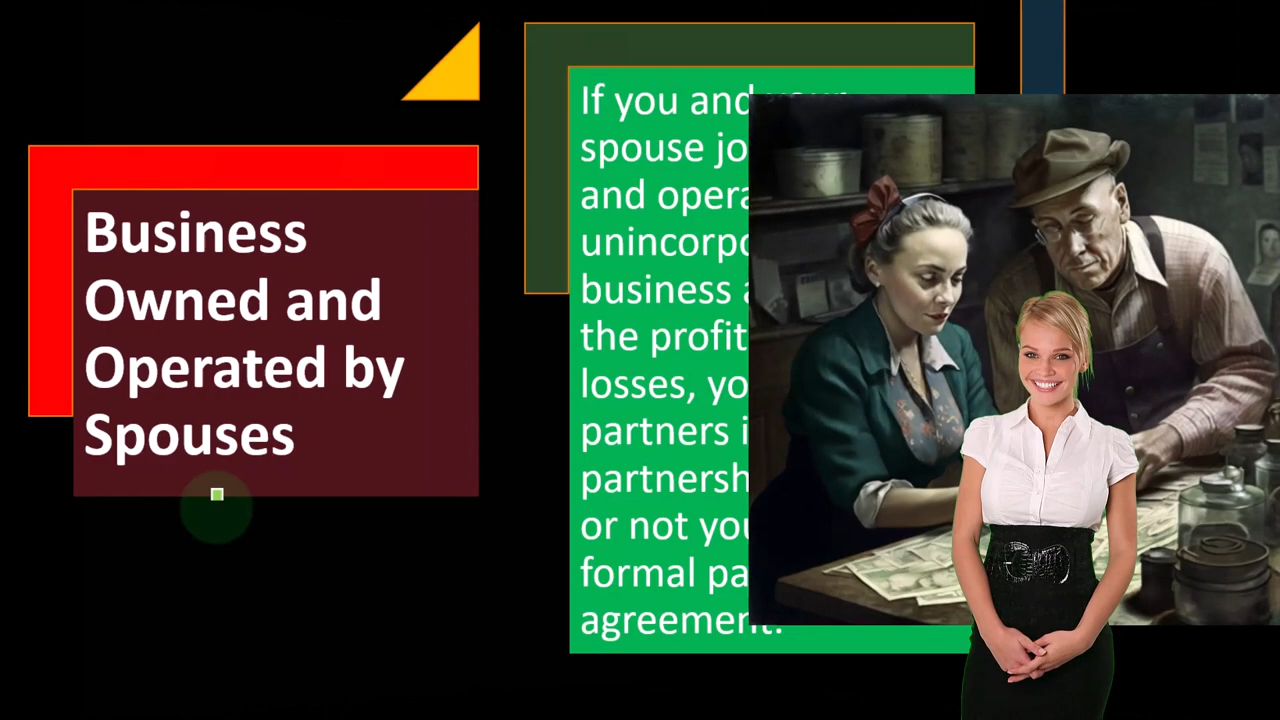 Business
Owned and
Operated by
Spouses
If you and your
spouse jo
and opera
unincorpo
business a
the profit
losses, yo
partners i
partnersh
or not you
formal pa
agreement.